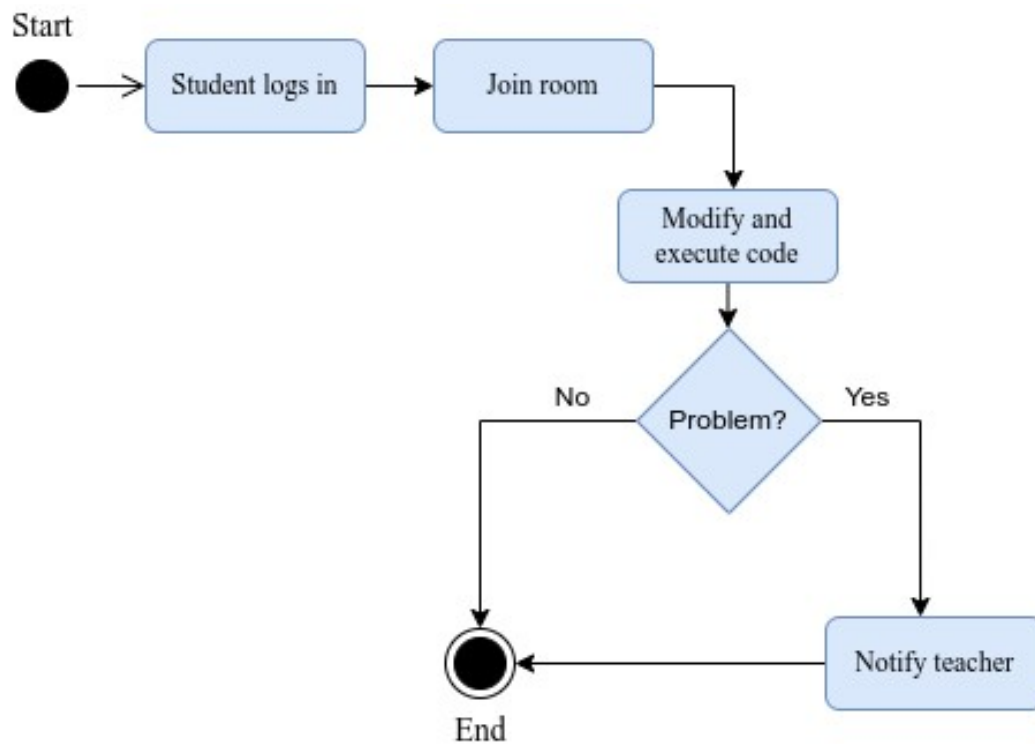 Start
Student logs in
Join room
Modify and
execute code
No
Yes
Problem?
Notify teacher
End